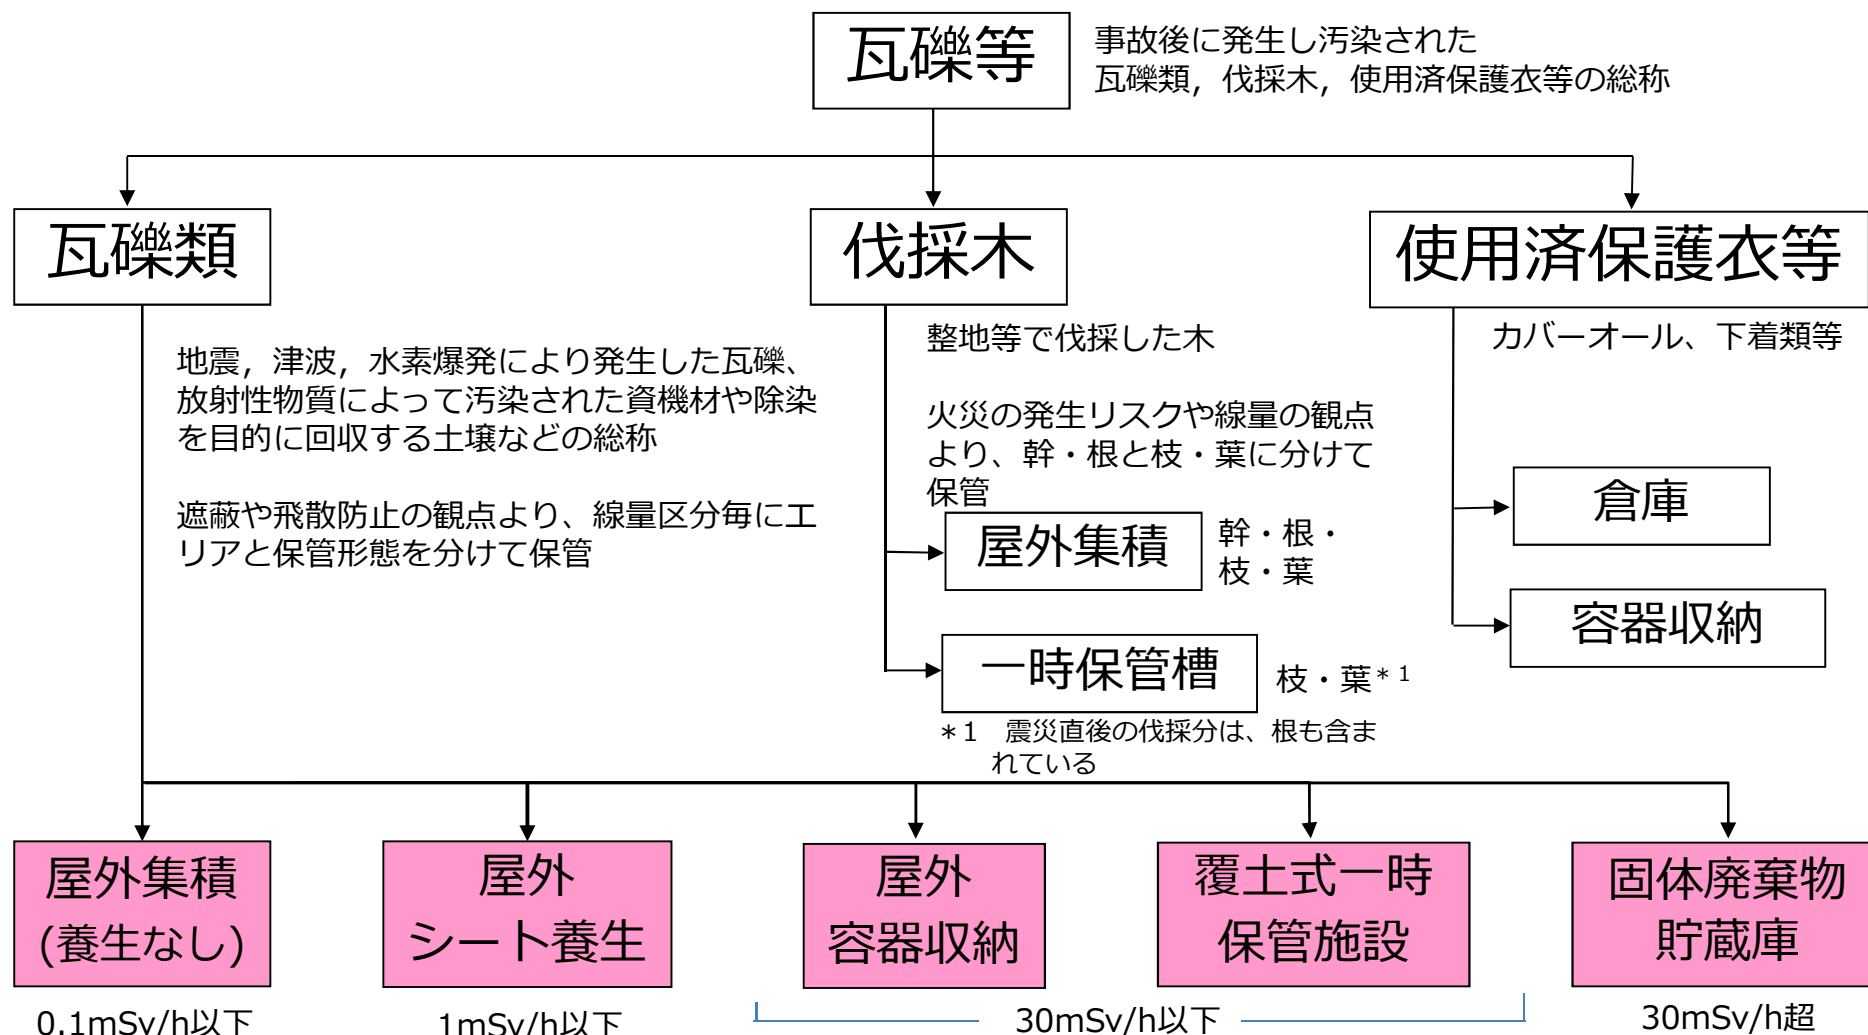 瓦礫等
事故後に発生し汚染された
瓦礫類，伐採木，使用済保護衣等の総称
瓦礫類
伐採木
使用済保護衣等
地震，津波，水素爆発により発生した瓦礫、
放射性物質によって汚染された資機材や除染
を目的に回収する土壌などの総称
遮蔽や飛散防止の観点より、線量区分毎にエ
リアと保管形態を分けて保管
整地等で伐採した木
火災の発生リスクや線量の観点
より、幹・根と枝・葉に分けて
保管
屋外集積
幹・根・
枝・葉
一時保管槽
枝・葉＊1
＊1　震災直後の伐採分は、根も含ま
れている
カバーオール、下着類等
倉庫
容器収納
屋外集積
(養生なし)
0.1mSv/h以下
屋外
シート養生
1mSv/h以下
屋外
容器収納
覆土式一時
保管施設
30mSv/h以下
固体廃棄物
貯蔵庫
30mSv/h超